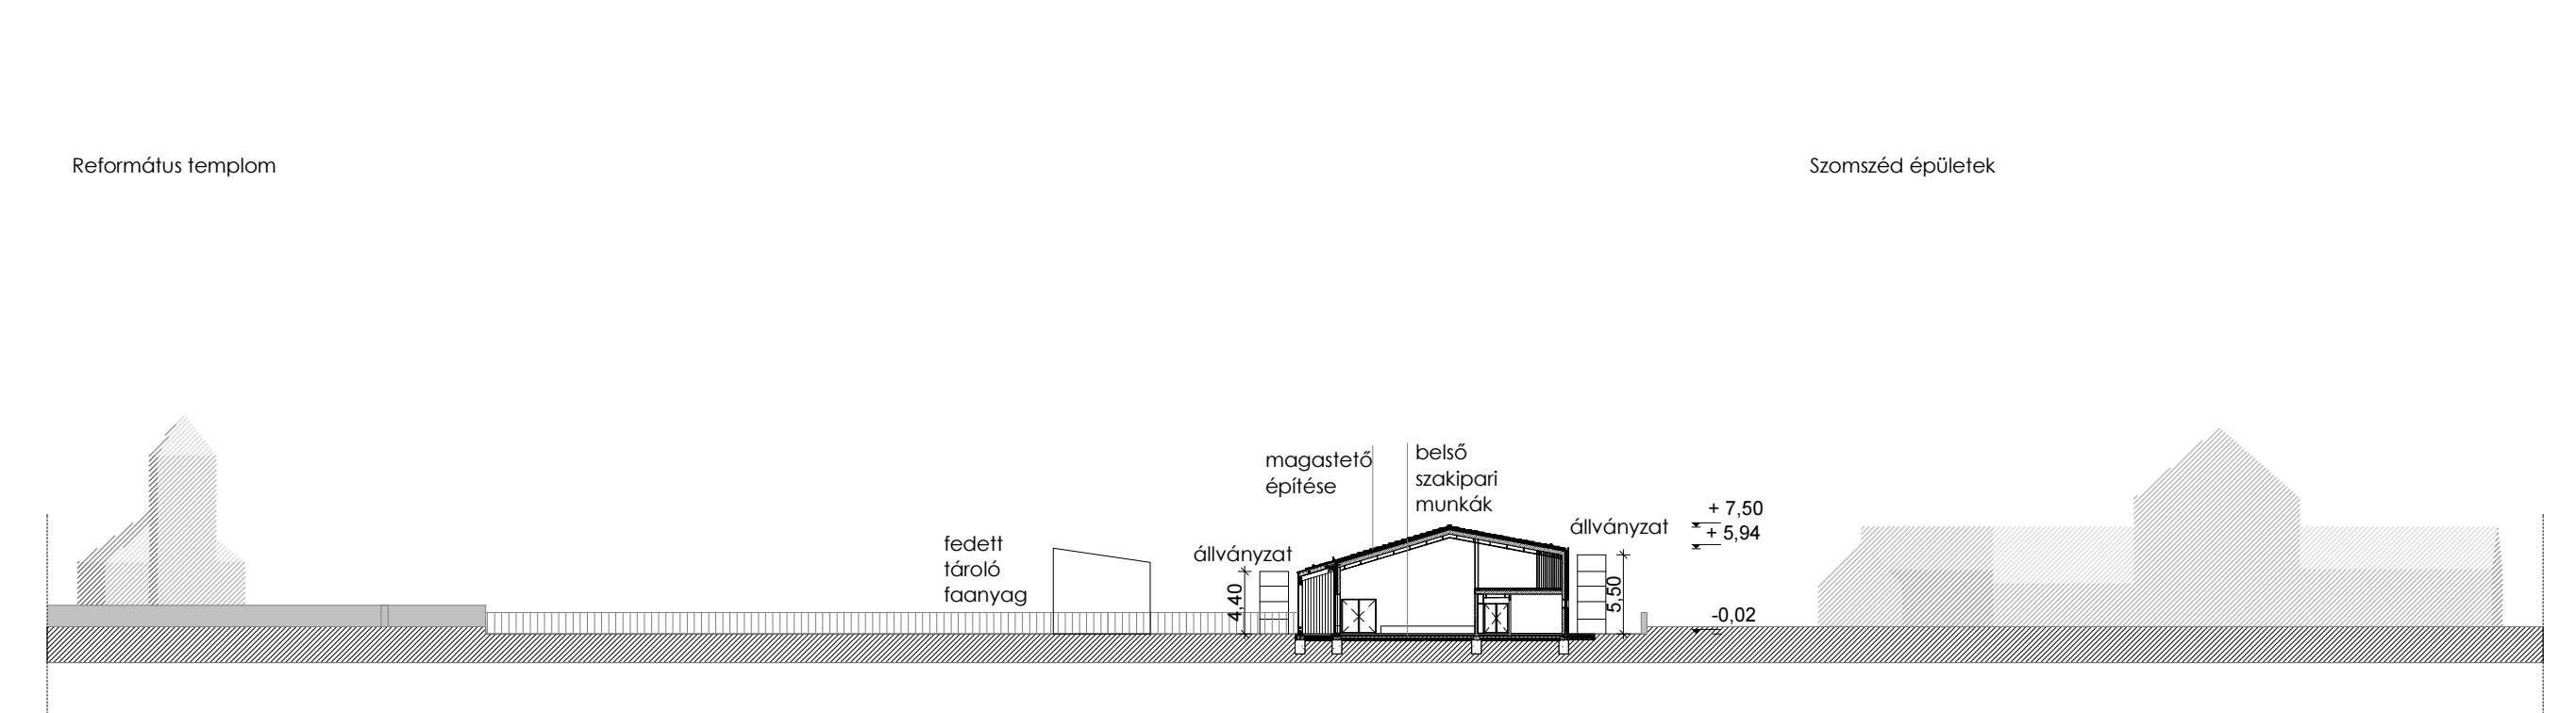 Református templom
Szomszéd épületek
magastető
építése
belső
szakipari
munkák
fedett
tároló
faanyag
állványzat
4,40
állványzat
5,50
+ 7,50
+ 5,94
-0,02